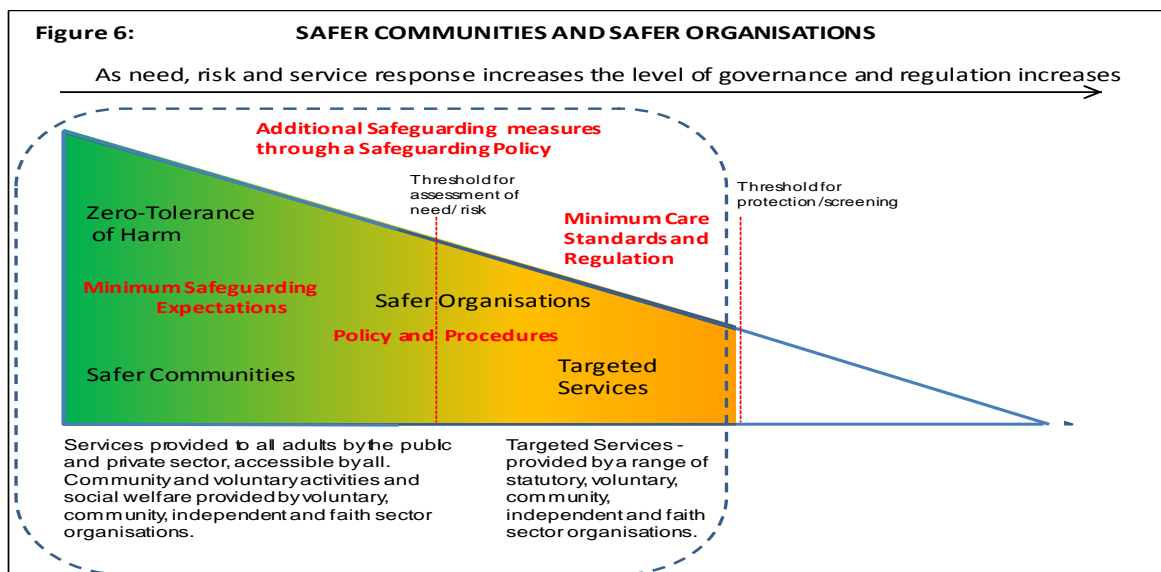 Figure 6: SAFER COMMUNITIES AND SAFER ORGANISATIONS
As need, risk and service response increases the level of governance and regulation increases
Additional Safeguarding measures
through a Safeguarding Policy
Threshold for
assessment of
need/ risk
Threshold for
protection/screening
Zero-Tolerance
of Harm
Minimum Care
Standards and
Regulation
Minimum Safeguarding
Expectations
Safer Organisations
Policy and Procedures
Safer Communities
Targeted
Services
Services provided to all adults by the public
and private sector, accessible by all.
Community and voluntary activities and
social welfare provided by voluntary,
community, independent and faith sector
organisations.
Targeted Services -
provided by a range of
statutory, voluntary,
community,
independent and faith
sector organisations.